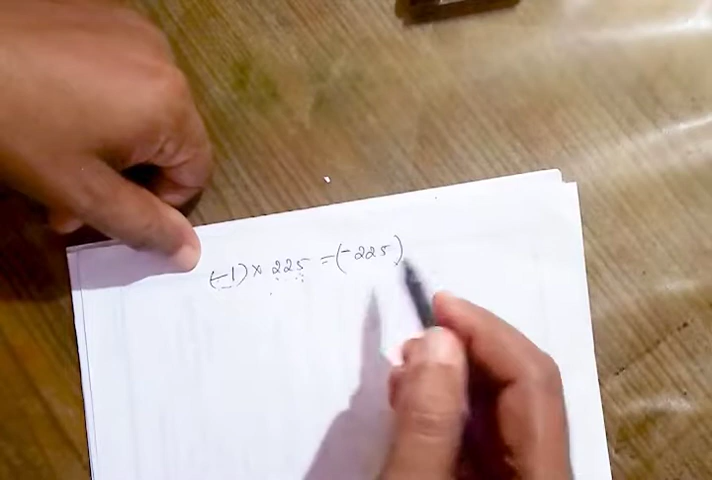 (-1) × 225 = (-225)